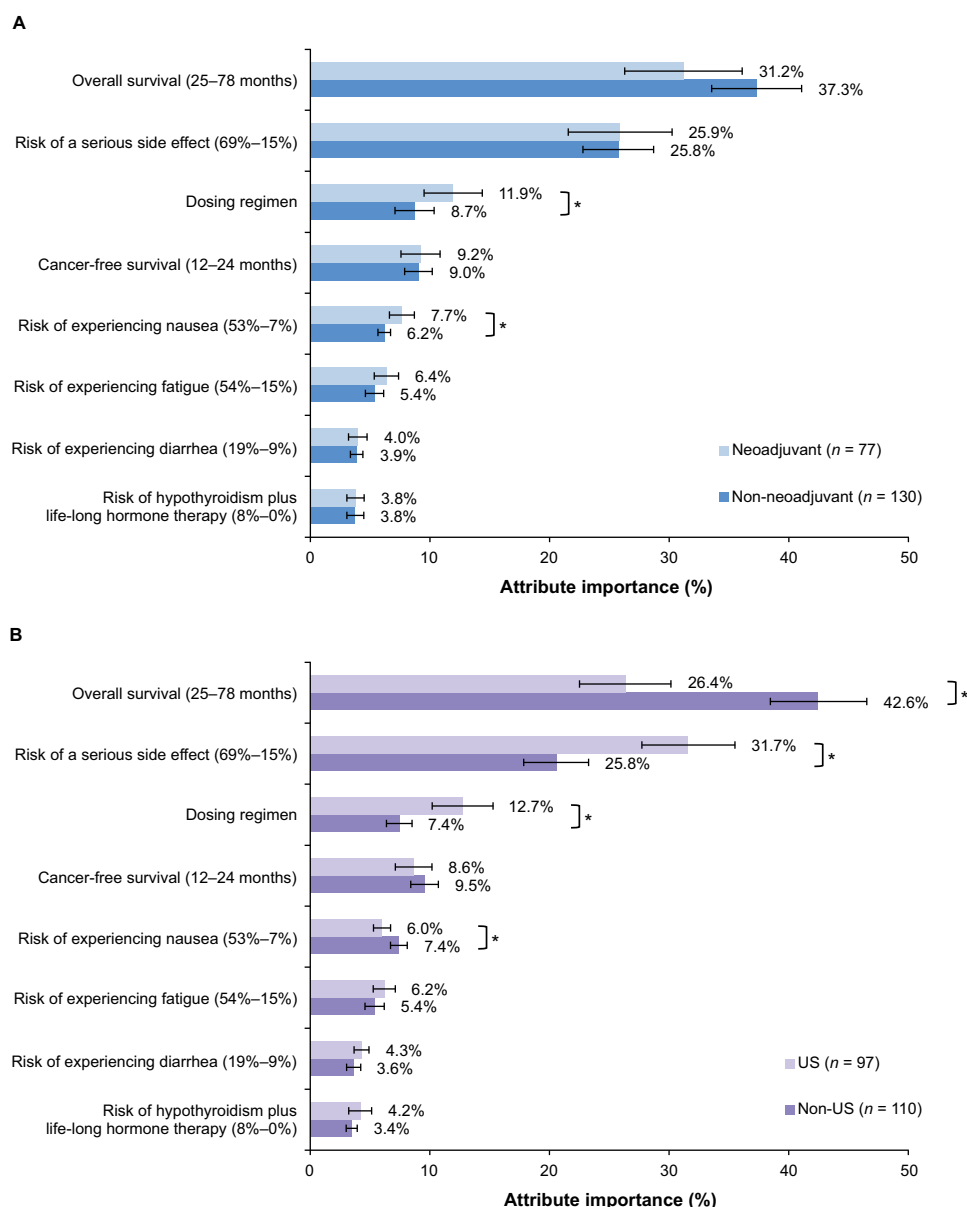 A
Overall survival (25–78 months)
31.2%
37.3%
Risk of a serious side effect (69%–15%)
25.9%
25.8%
Dosing regimen
11.9%
8.7%
*
Cancer-free survival (12–24 months)
9.2%
9.0%
Risk of experiencing nausea (53%–7%)
7.7%
6.2%
*
Risk of experiencing fatigue (54%–15%)
6.4%
5.4%
Risk of experiencing diarrhea (19%–9%)
4.0%
3.9%
Neoadjuvant (n = 77)
Risk of hypothyroidism plus
life-long hormone therapy (8%–0%)
3.8%
3.8%
Non-neoadjuvant (n = 130)
0 10 20 30 40 50
Attribute importance (%)
B
Overall survival (25–78 months)
26.4%
42.6%
*
Risk of a serious side effect (69%–15%)
31.7%
25.8%
*
Dosing regimen
12.7%
7.4%
*
Cancer-free survival (12–24 months)
8.6%
9.5%
Risk of experiencing nausea (53%–7%)
6.0%
7.4%
*
Risk of experiencing fatigue (54%–15%)
6.2%
5.4%
Risk of experiencing diarrhea (19%–9%)
4.3%
3.6%
US (n = 97)
Risk of hypothyroidism plus
life-long hormone therapy (8%–0%)
4.2%
3.4%
Non-US (n = 110)
0 10 20 30 40 50
Attribute importance (%)